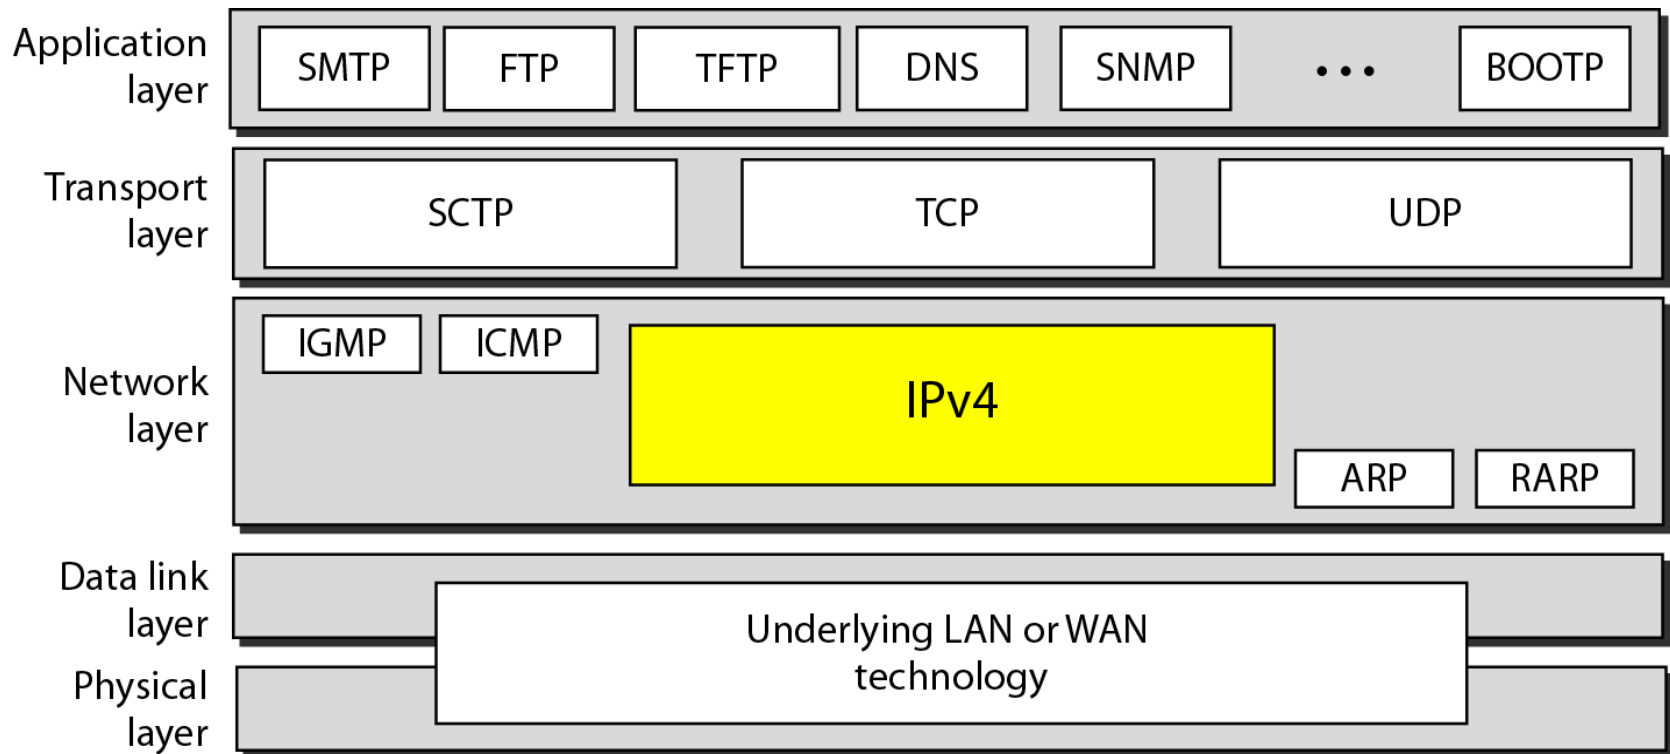 Application
layer
SMTP
FTP
TFTP
DNS
SNMP
...
BOOTP
Transport
layer
SCTP
TCP
UDP
Network
layer
IGMP
ICMP
IPv4
ARP
RARP
Data link
layer
Underlying LAN or WAN
technology
Physical
layer